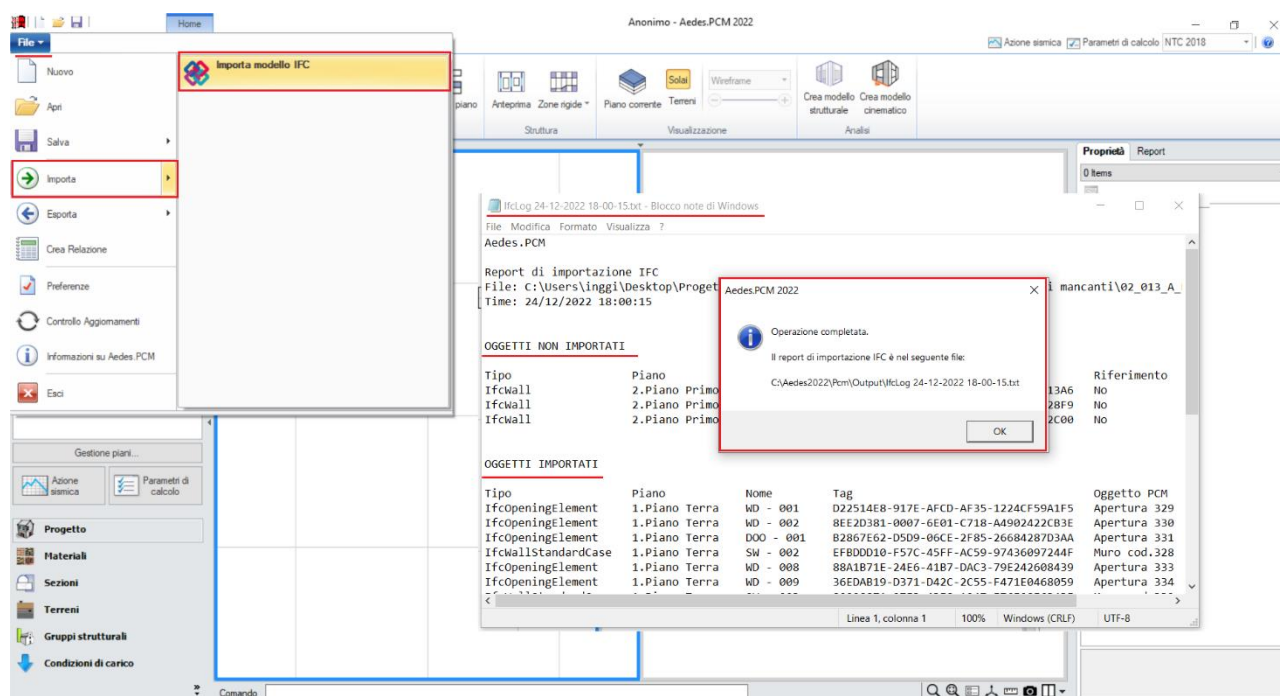 Home
Anonimo - Aedes.PCM 2022
File
Azione sismica
Parametri di calcolo
NTC 2018
Nuovo
Apri
Salva
Importa
Esporta
Crea Relazione
Preferenze
Controllo Aggiornamenti
Informazioni su Aedes.PCM
Esci
Importa modello IFC
piano
Anteprima
Zone rigide
Struttura
Piano corrente
Solai
Terreni
Wireframe
Visualizzazione
Crea modello strutturale
Crea modello cinematico
Analisi
Proprietà
Report
0 Items
IfcLog 24-12-2022 18-00-15.txt - Blocco note di Windows
File Modifica Formato Visualizza ?
Aedes.PCM
Report di importazione IFC
File: C:\Users\inggi\Desktop\Proget i mancanti\02_013_A_
Time: 24/12/2022 18:00:15
OGGETTI NON IMPORTATI
Tipo Piano Riferimento
IfcWall 2.Piano Primo 13A6 No
IfcWall 2.Piano Primo 28F9 No
IfcWall 2.Piano Primo 2C00 No
OGGETTI IMPORTATI
Tipo Piano Nome Tag Oggetto PCM
IfcOpeningElement 1.Piano Terra WD - 001 D22514E8-917E-AFCD-AF35-1224CF59A1F5 Apertura 329
IfcOpeningElement 1.Piano Terra WD - 002 8EE2D381-0007-6E01-C718-A4902422CB3E Apertura 330
IfcOpeningElement 1.Piano Terra DOO - 001 B2867E62-D5D9-06CE-2F85-26684287D3AA Apertura 331
IfcWallStandardCase 1.Piano Terra SW - 002 EFBDDD10-F57C-45FF-AC59-97436097244F Muro cod.328
IfcOpeningElement 1.Piano Terra WD - 008 88A1B71E-24E6-41B7-DAC3-79E242608439 Apertura 333
IfcOpeningElement 1.Piano Terra WD - 009 36EDAB19-D371-D42C-2C55-F471E0468059 Apertura 334
Linea 1, colonna 1 100% Windows (CRLF) UTF-8
Aedes.PCM 2022
Operazione completata.
Il report di importazione IFC è nel seguente file:
C:\Aedes2022\Pcm\Output\IfcLog 24-12-2022 18-00-15.txt
OK
Gestione piani...
Azione sismica
Parametri di calcolo
Progetto
Materiali
Sezioni
Terreni
Gruppi strutturali
Condizioni di carico
Comando